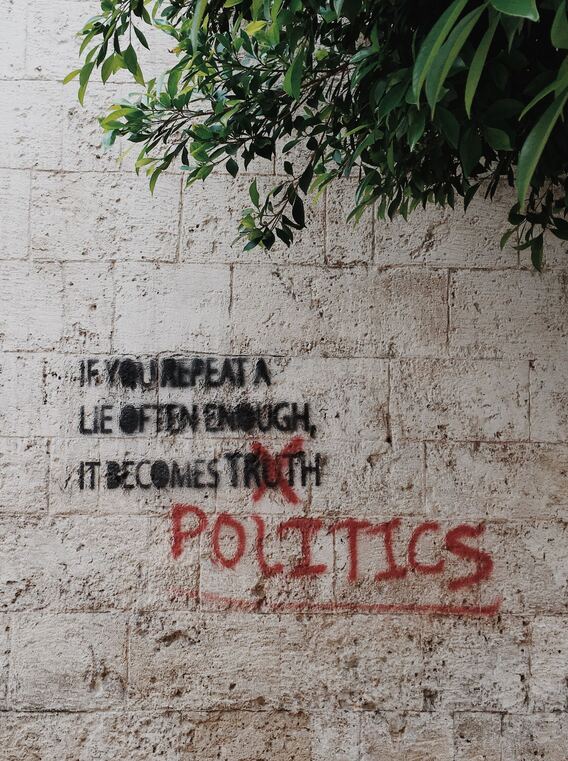 IF YOU REPEAT A
LIE OFTEN ENOUGH,
IT BECOMES TRUTH
POLITICS